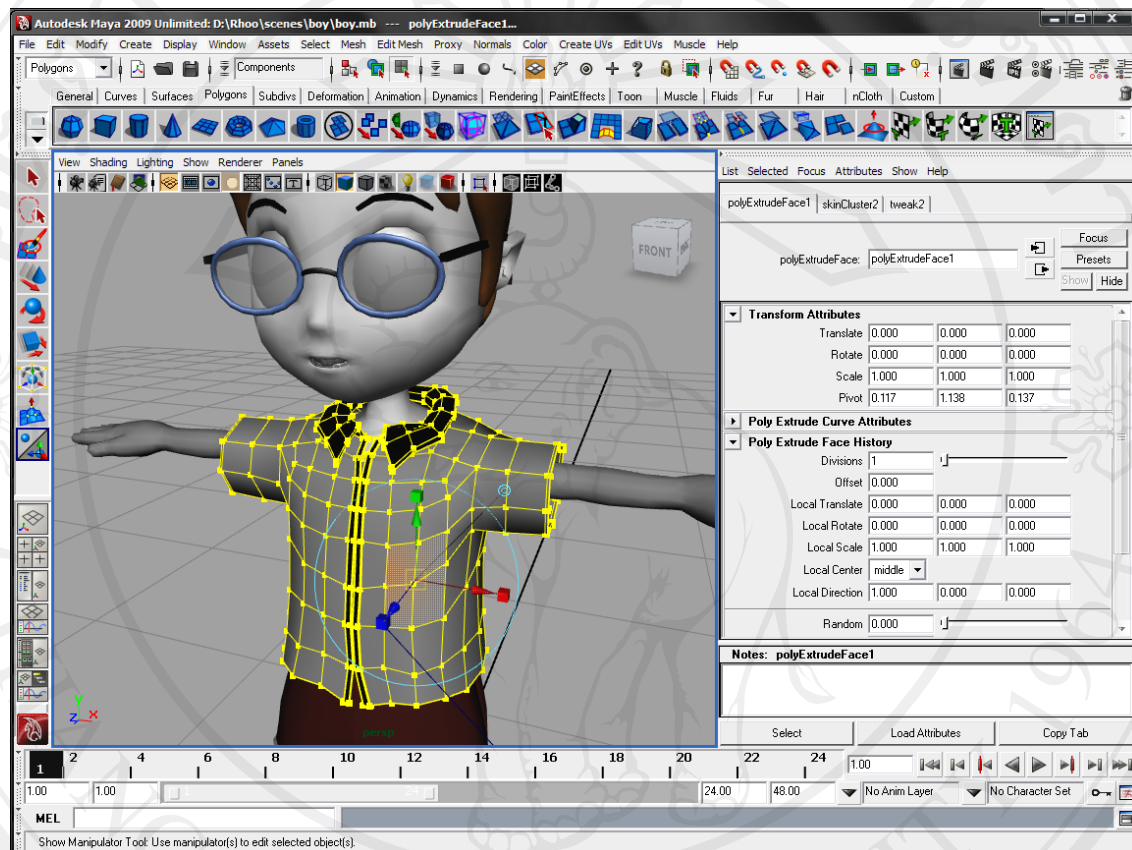 Autodesk Maya 2009 Unlimited: D:\Rhoo\scenes\boy\boy.mb --- polyExtrudeFace1...
File Edit Modify Create Display Window Assets Select Mesh Edit Mesh Proxy Normals Color Create UVs Edit UVs Muscle Help
Polygons Components
General Curves Surfaces Polygons Subdivs Deformation Animation Dynamics Rendering PaintEffects Toon Muscle Fluids Fur Hair nCloth Custom
View Shading Lighting Show Renderer Panels
List Selected Focus Attributes Show Help
polyExtrudeFace1 skinCluster2 tweak2
Focus
polyExtrudeFace: polyExtrudeFace1 Presets
Show Hide
FRONT
Transform Attributes
Translate 0.000 0.000 0.000
Rotate 0.000 0.000 0.000
Scale 1.000 1.000 1.000
Pivot 0.117 1.138 0.137
Poly Extrude Curve Attributes
Poly Extrude Face History
Divisions 1
Offset 0.000
Local Translate 0.000 0.000 0.000
Local Rotate 0.000 0.000 0.000
Local Scale 1.000 1.000 1.000
Local Center middle
Local Direction 1.000 0.000 0.000
Random 0.000
Notes: polyExtrudeFace1
Y
Z X
persp
Select Load Attributes Copy Tab
1 2 4 6 8 10 12 14 16 18 20 22 24 1.00
1.00 1.00 1 24 24.00 48.00 No Anim Layer No Character Set
MEL
Show Manipulator Tool: Use manipulator(s) to edit selected object(s).